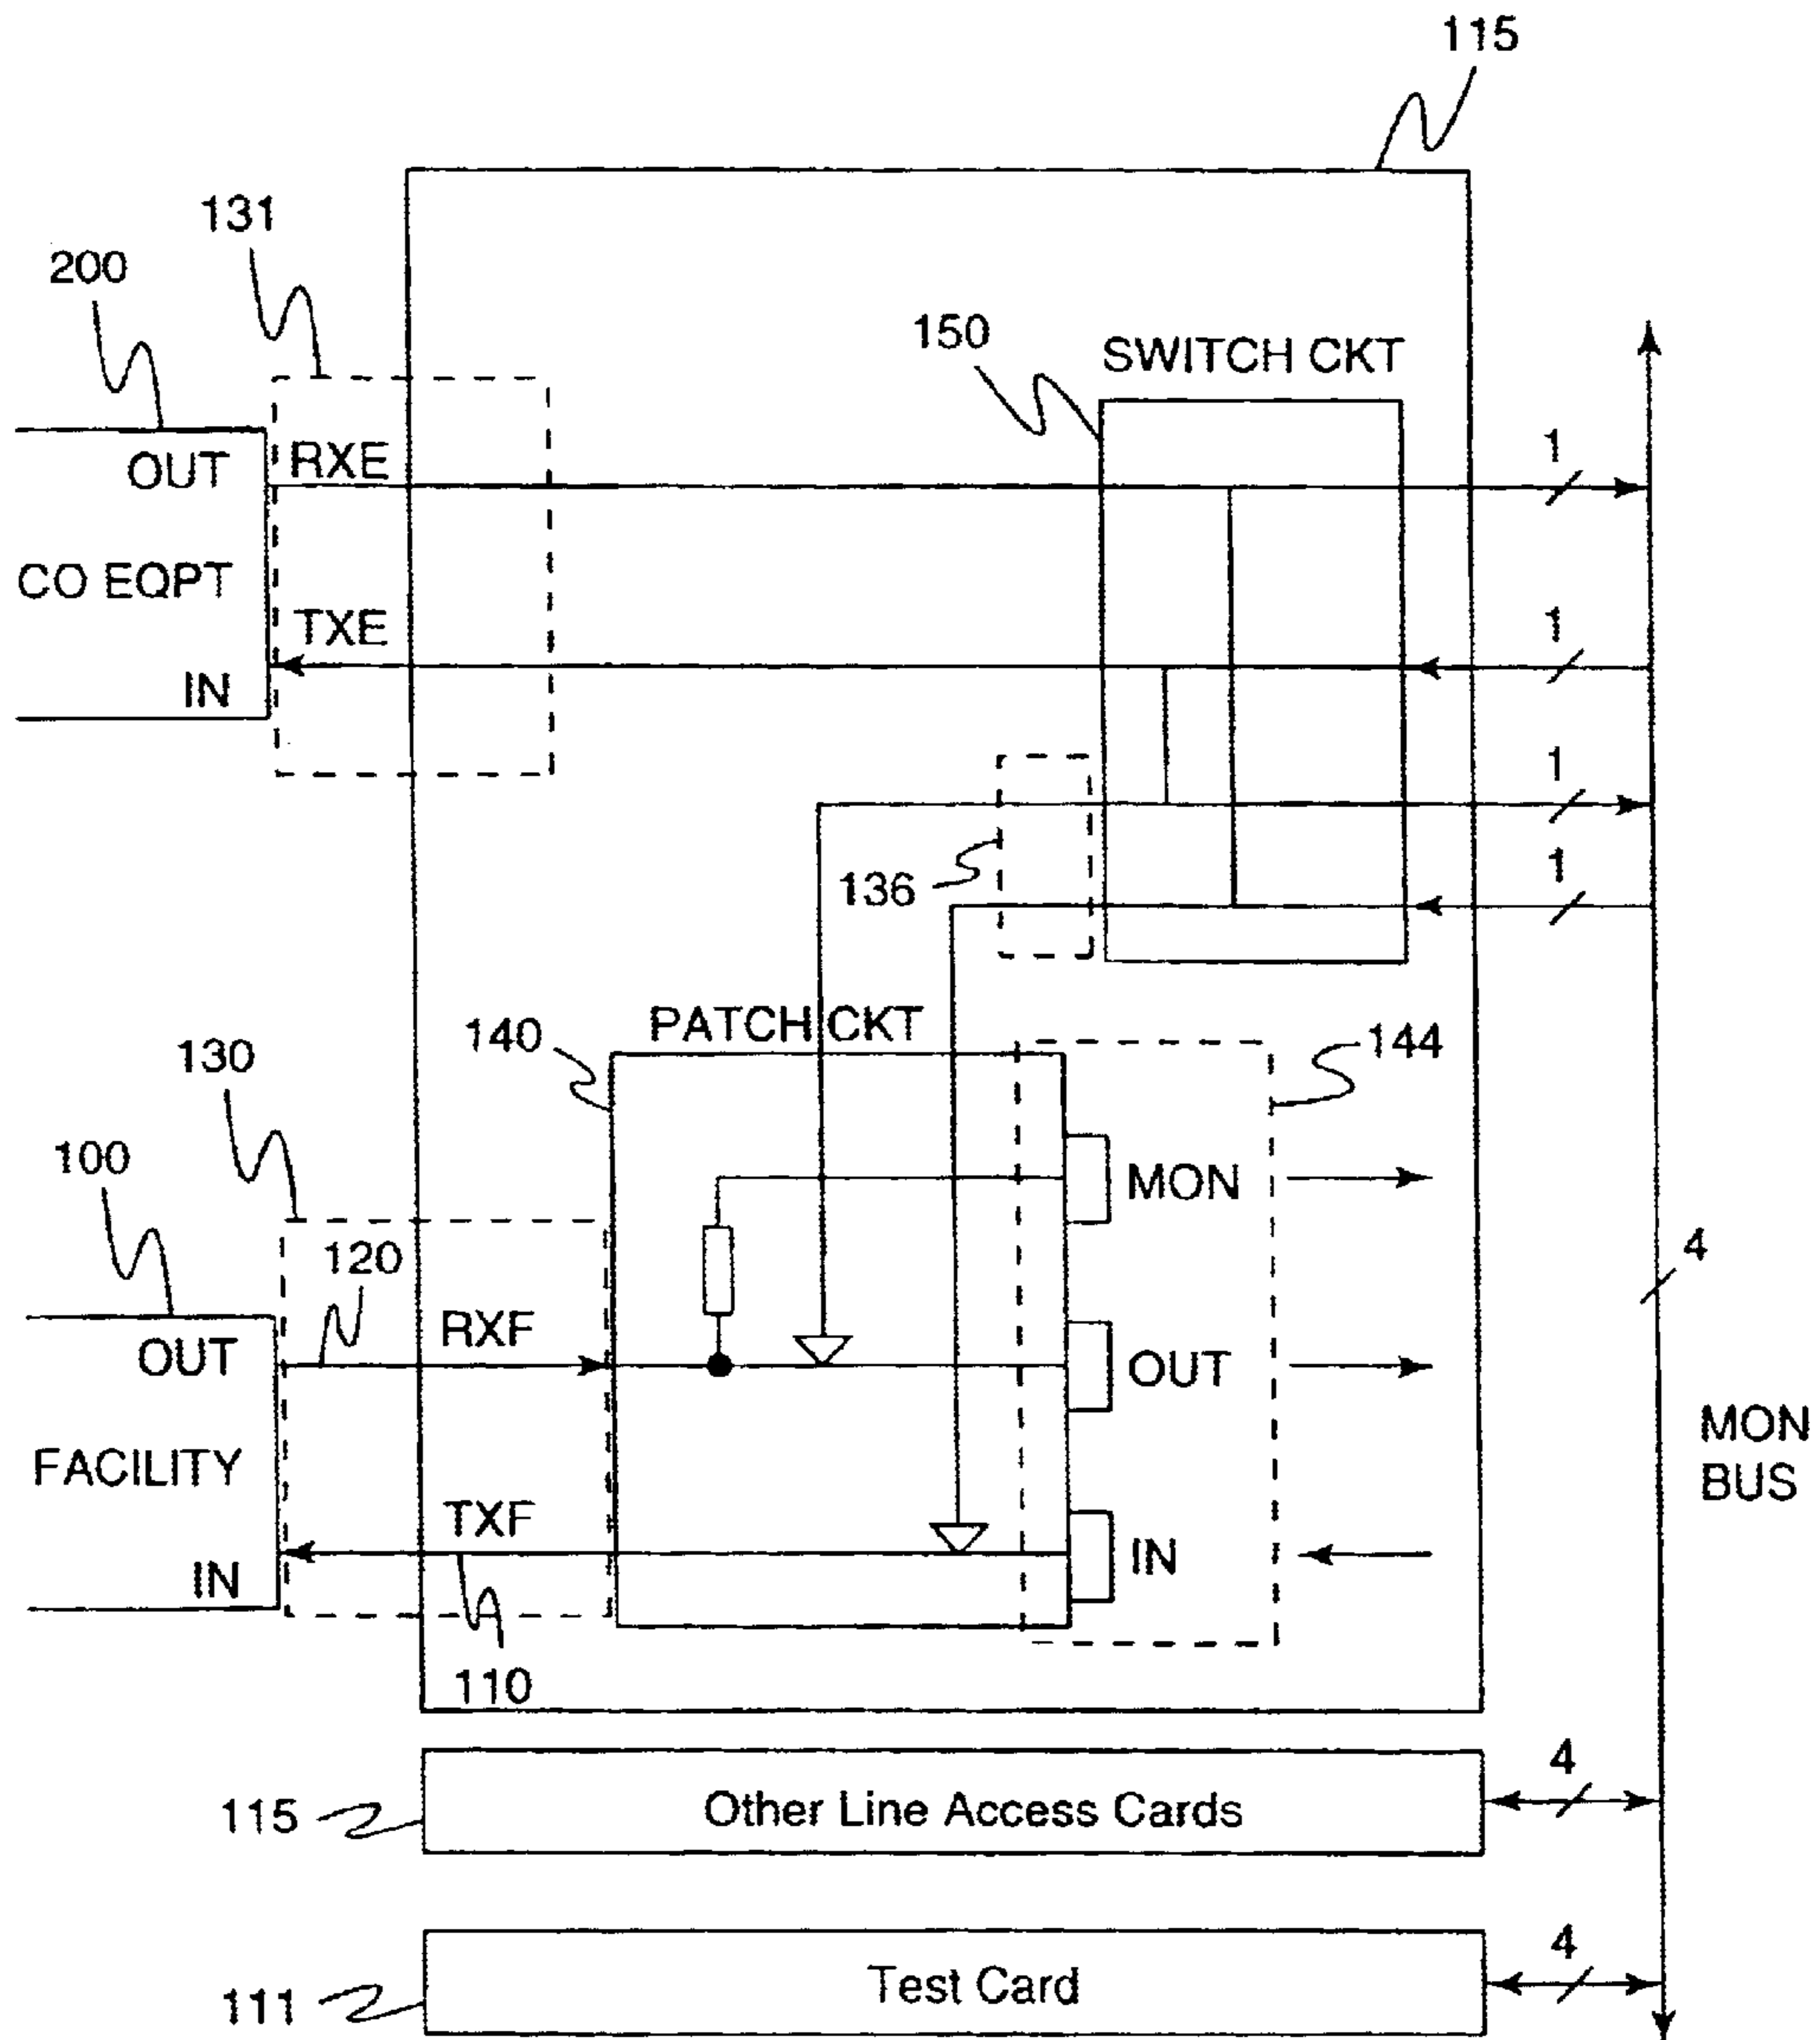 115
131
200
150
SWITCH CKT
1
OUT
RXE
CO EQPT
TXE
1
IN
1
136
1
PATCH CKT
140
144
130
100
MON
120
4
RXF
OUT
OUT
MON
BUS
FACILITY
TXF
IN
IN
110
4
115
Other Line Access Cards
4
111
Test Card